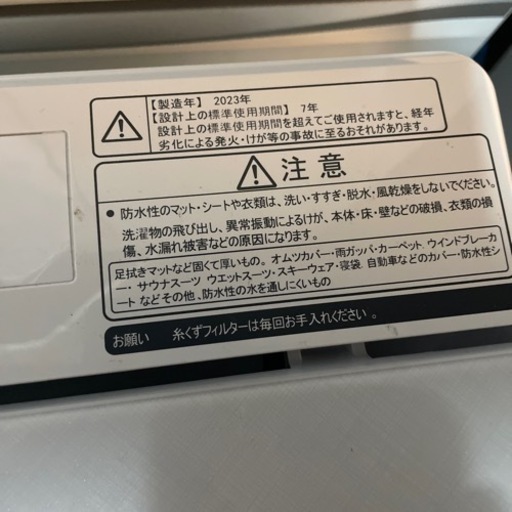 【製造年】2023年
【設計上の標準使用期間】7年
設計上の標準使用期間を超えてご使用されますと、経年
劣化による発火・けが等の事故に至るおそれがあります。
注意
● 防水性のマット・シートや衣類は、洗い・すすぎ・脱水・風乾燥をしないでください。
洗濯物の飛び出し、異常振動によるけが、本体・床・壁などの破損、衣類の損
傷、水漏れ被害などの原因になります。
足拭きマットなど固くて厚いもの。オムツカバー・雨ガッパ・カーペット、ウインドブレーカ
ー・サウナスーツ ウエットスーツ・スキーウェア・寝袋、自動車などのカバー・防水性シ
ート などその他、防水性の水を通しにくいもの
お願い 糸くずフィルターは毎回お手入れください。